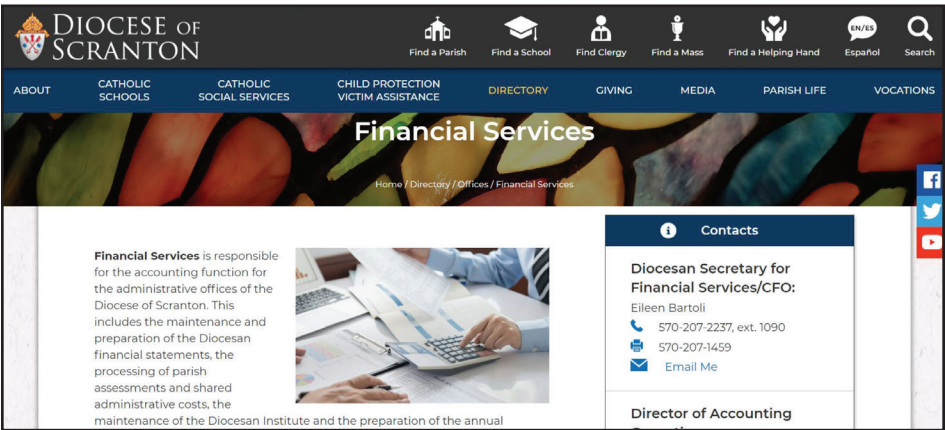 DIOCESE OF
SCRANTON
Find a Parish
Find a School
Find Clergy
Find a Mass
Find a Helping Hand
EN/ES
Español
Search
ABOUT
CATHOLIC
SCHOOLS
CATHOLIC
SOCIAL SERVICES
CHILD PROTECTION
VICTIM ASSISTANCE
DIRECTORY
GIVING
MEDIA
PARISH LIFE
VOCATIONS
Financial Services
Home / Directory / Offices / Financial Services
Financial Services is responsible
for the accounting function for
the administrative offices of the
Diocese of Scranton. This
includes the maintenance and
preparation of the Diocesan
financial statements, the
processing of parish
assessments and shared
administrative costs, the
maintenance of the Diocesan Institute and the preparation of the annual
Contacts
Diocesan Secretary for
Financial Services/CFO:
Eileen Bartoli
570-207-2237, ext. 1090
570-207-1459
Email Me
Director of Accounting